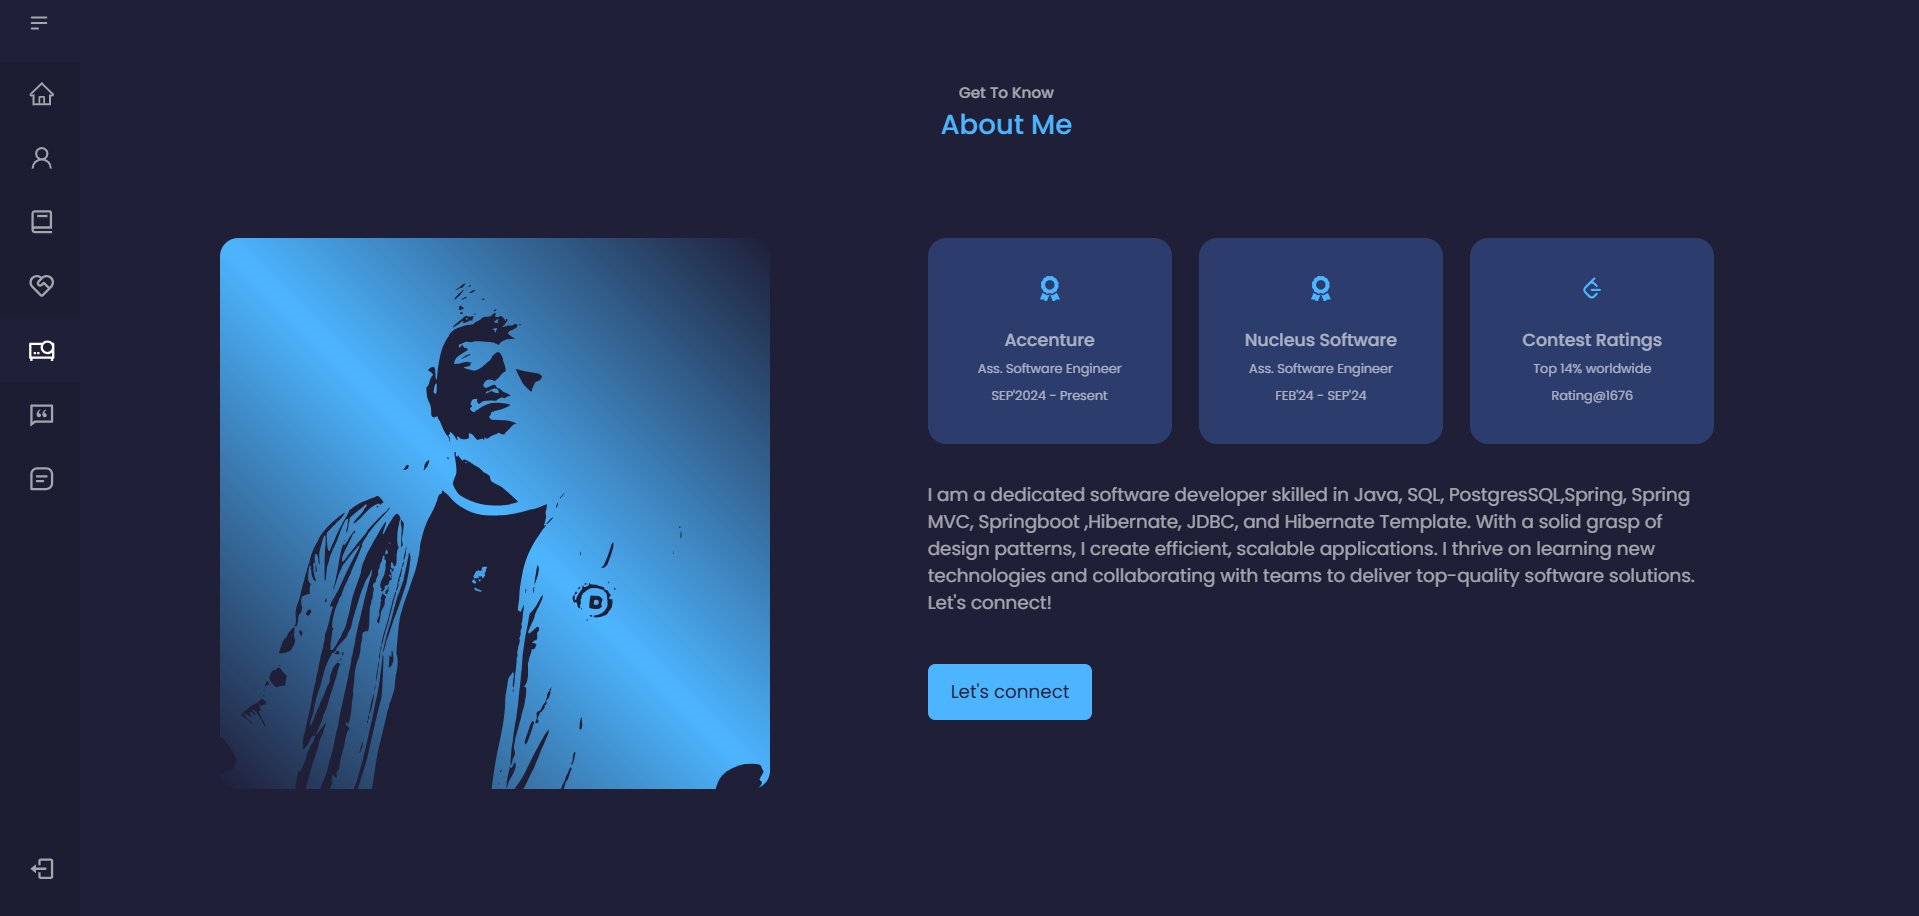 Get To Know
About Me
Accenture
Ass. Software Engineer
SEP'2024 - Present
Nucleus Software
Ass. Software Engineer
FEB'24 - SEP'24
Contest Ratings
Top 14% worldwide
Rating@1676
I am a dedicated software developer skilled in Java, SQL, PostgresSQL,Spring, Spring
MVC, Springboot ,Hibernate, JDBC, and Hibernate Template. With a solid grasp of
design patterns, I create efficient, scalable applications. I thrive on learning new
technologies and collaborating with teams to deliver top-quality software solutions.
Let's connect!
D
Let's connect